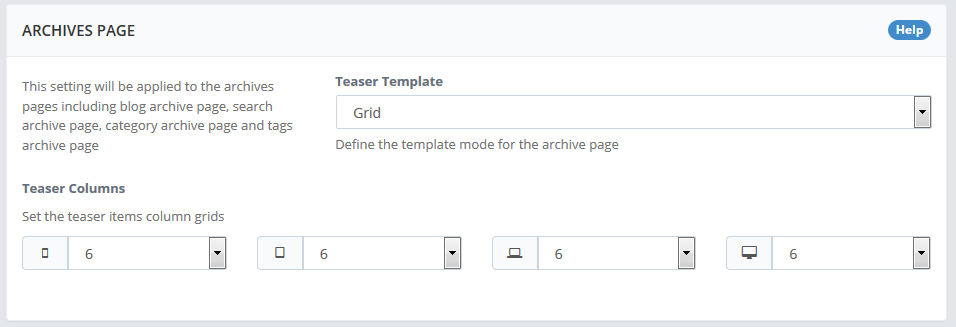 ARCHIVES PAGE
Help
This setting will be applied to the archives
pages including blog archive page, search
archive page, category archive page and tags
archive page
Teaser Template
Grid
Define the template mode for the archive page
Teaser Columns
Set the teaser items column grids
6
6
6
6